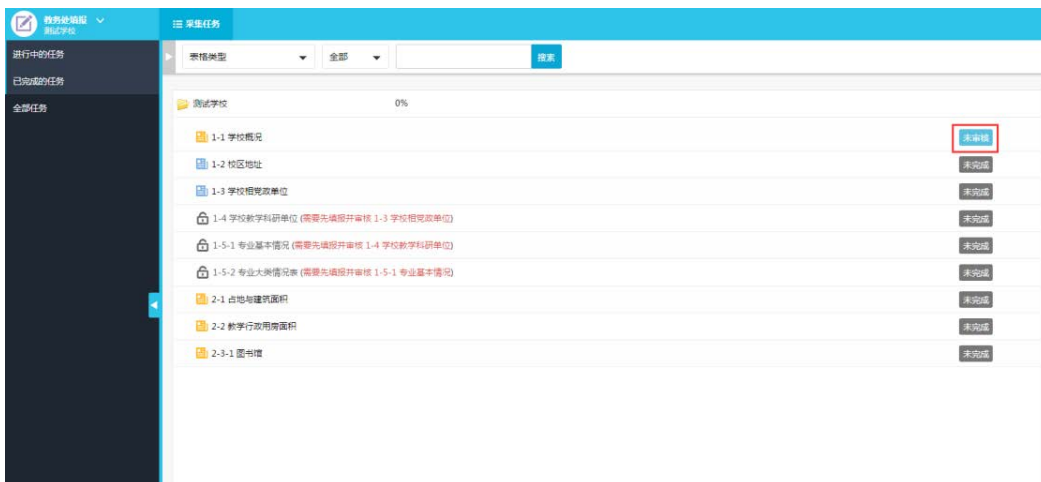 教务处填报
测试学校
采集任务
进行中的任务
已完成的任务
全部任务
表格类型
全部
搜索
测试学校 0%
1-1 学校概况 未审核
1-2 校区地址 未完成
1-3 学校相党政单位 未完成
1-4 学校教学科研单位 (需要先填报并审核 1-3 学校相党政单位) 未完成
1-5-1 专业基本情况 (需要先填报并审核 1-4 学校教学科研单位) 未完成
1-5-2 专业大类情况表 (需要先填报并审核 1-5-1 专业基本情况) 未完成
2-1 占地与建筑面积 未完成
2-2 教学行政用房面积 未完成
2-3-1 图书馆 未完成